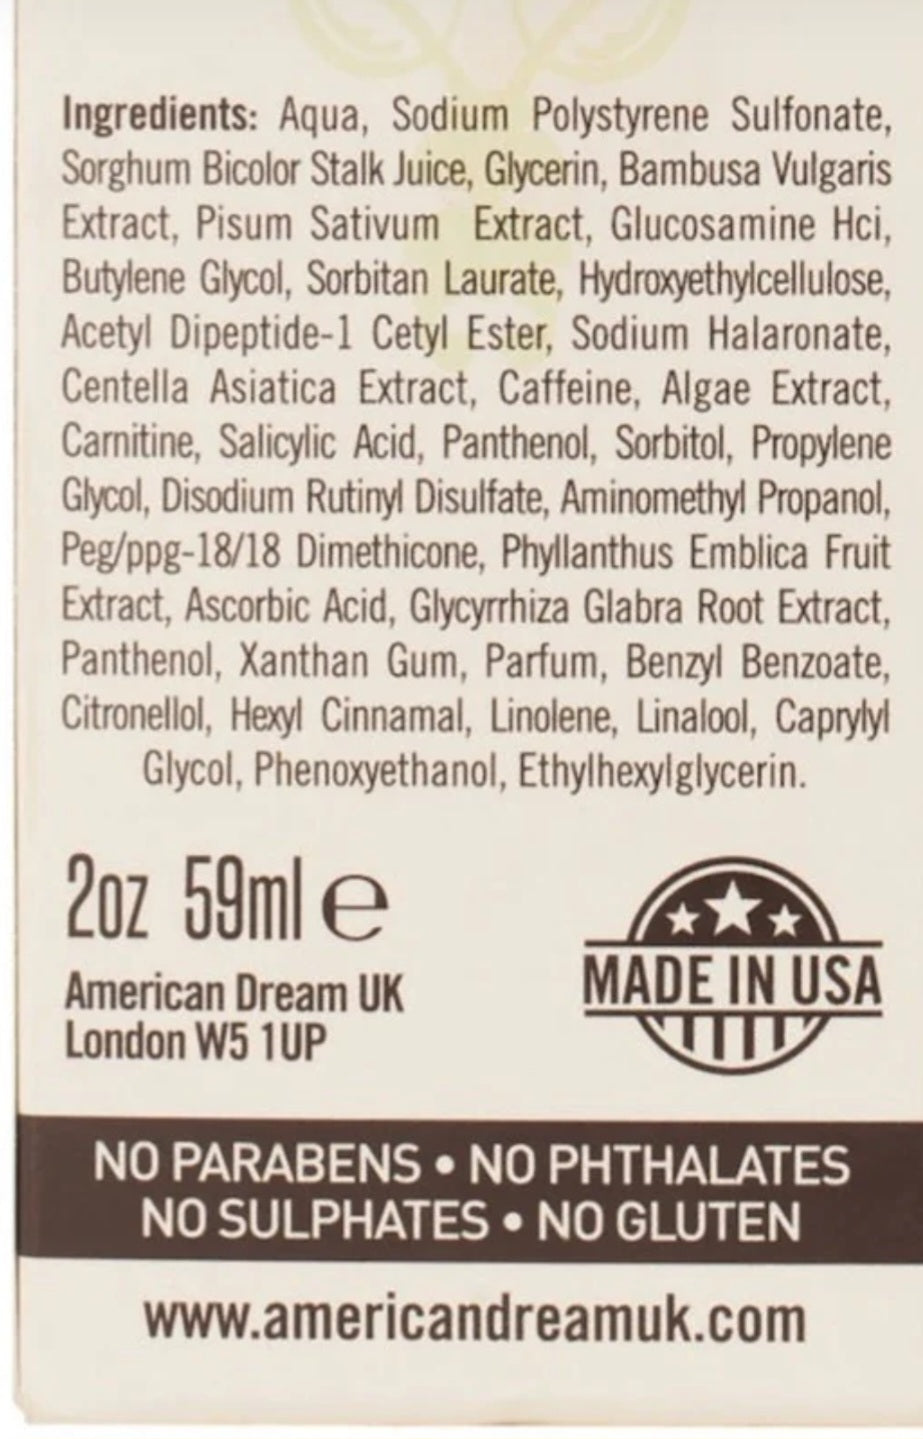 Ingredients: Aqua, Sodium Polystyrene Sulfonate,
Sorghum Bicolor Stalk Juice, Glycerin, Bambusa Vulgaris
Extract, Pisum Sativum Extract, Glucosamine Hci,
Butylene Glycol, Sorbitan Laurate, Hydroxyethylcellulose,
Acetyl Dipeptide-1 Cetyl Ester, Sodium Halaronate,
Centella Asiatica Extract, Caffeine, Algae Extract,
Carnitine, Salicylic Acid, Panthenol, Sorbitol, Propylene
Glycol, Disodium Rutinyl Disulfate, Aminomethyl Propanol,
Peg/ppg-18/18 Dimethicone, Phyllanthus Emblica Fruit
Extract, Ascorbic Acid, Glycyrrhiza Glabra Root Extract,
Panthenol, Xanthan Gum, Parfum, Benzyl Benzoate,
Citronellol, Hexyl Cinnamal, Linolene, Linalool, Caprylyl
Glycol, Phenoxyethanol, Ethylhexylglycerin.
2oz 59ml ℮
American Dream UK
London W5 1UP
MADE IN USA
NO PARABENS • NO PHTHALATES
NO SULPHATES • NO GLUTEN
www.americandreamuk.com